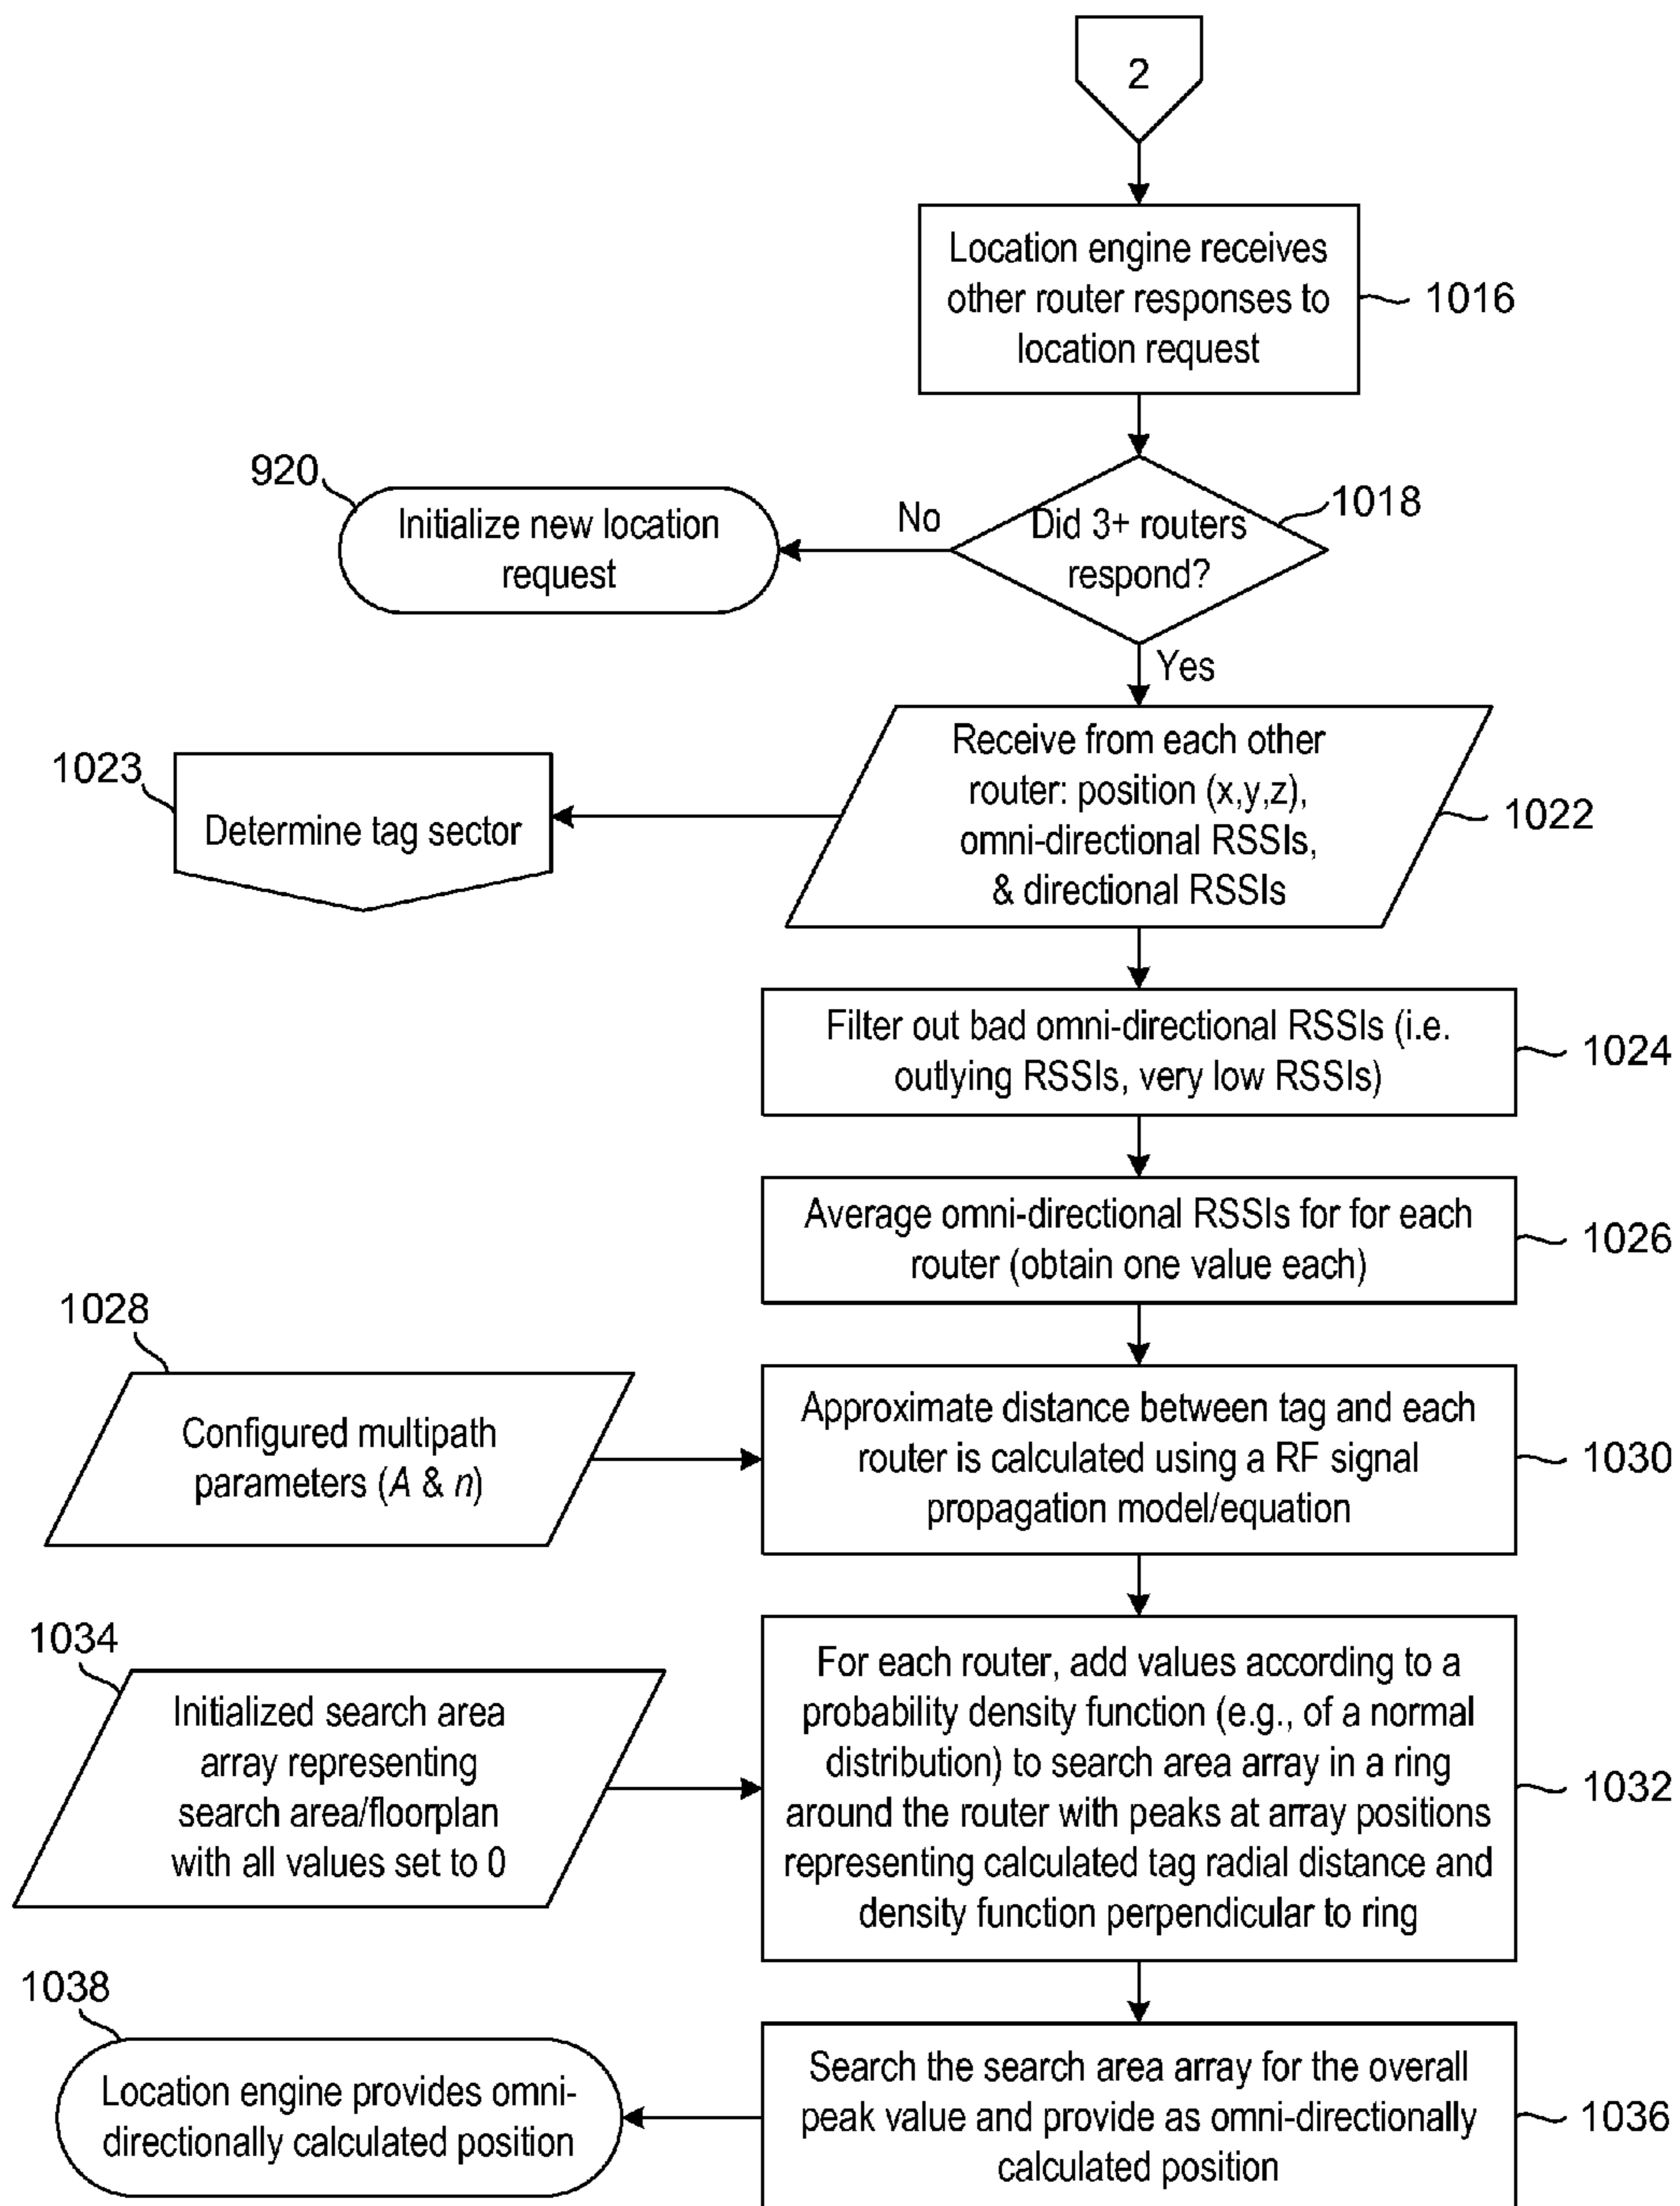 2
Location engine receives
other router responses to
location request
1016
920
Initialize new location
request
No
Did 3+ routers
respond?
1018
Yes
1023
Determine tag sector
Receive from each other
router: position (x,y,z),
omni-directional RSSIs,
& directional RSSIs
1022
Filter out bad omni-directional RSSIs (i.e.
outlying RSSIs, very low RSSIs)
1024
Average omni-directional RSSIs for for each
router (obtain one value each)
1026
1028
Configured multipath
parameters (A & n)
Approximate distance between tag and each
router is calculated using a RF signal
propagation model/equation
1030
1034
Initialized search area
array representing
search area/floorplan
with all values set to 0
For each router, add values according to a
probability density function (e.g., of a normal
distribution) to search area array in a ring
around the router with peaks at array positions
representing calculated tag radial distance and
density function perpendicular to ring
1032
1038
Location engine provides omni-
directionally calculated position
Search the search area array for the overall
peak value and provide as omni-directionally
calculated position
1036